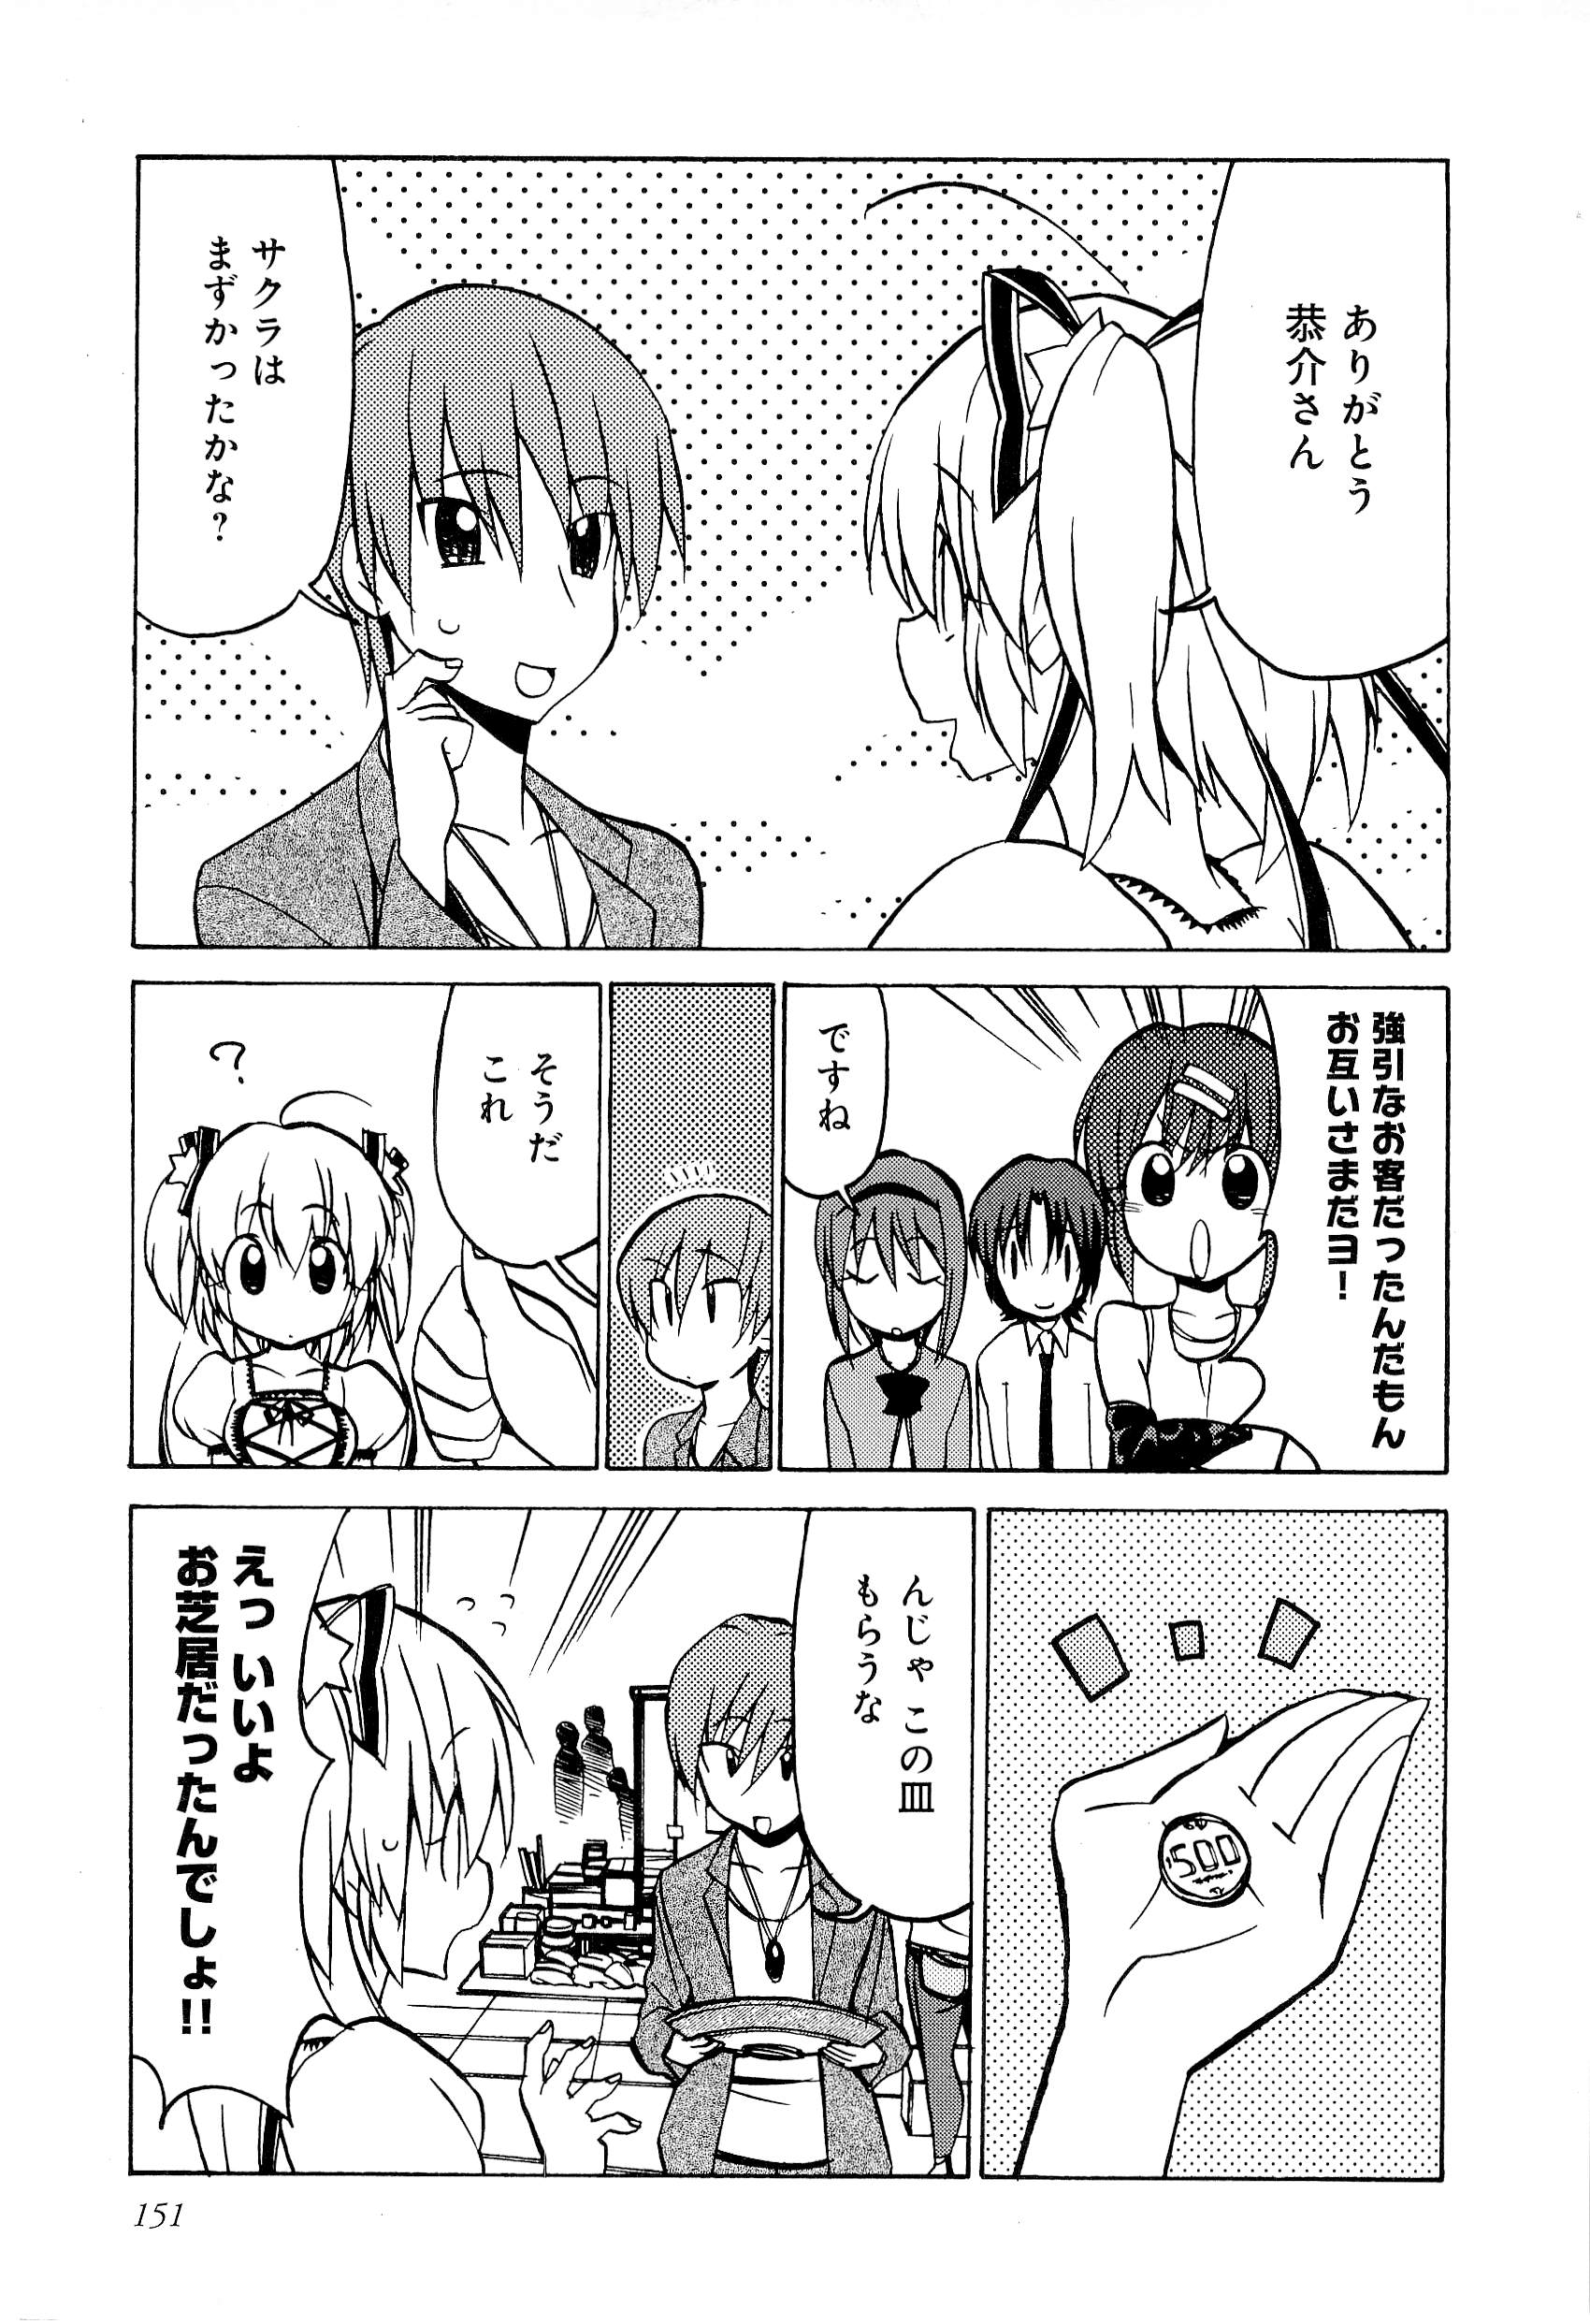 ありがとう
恭介さん
サクラは
まずかったかな?
強引なお客だったんだもん
お互いさまだヨ!
ですね
そうだ
これ
?
500
んじゃ この皿
もらうな
えっ いいよ
お芝居だったんでしょ!!
151